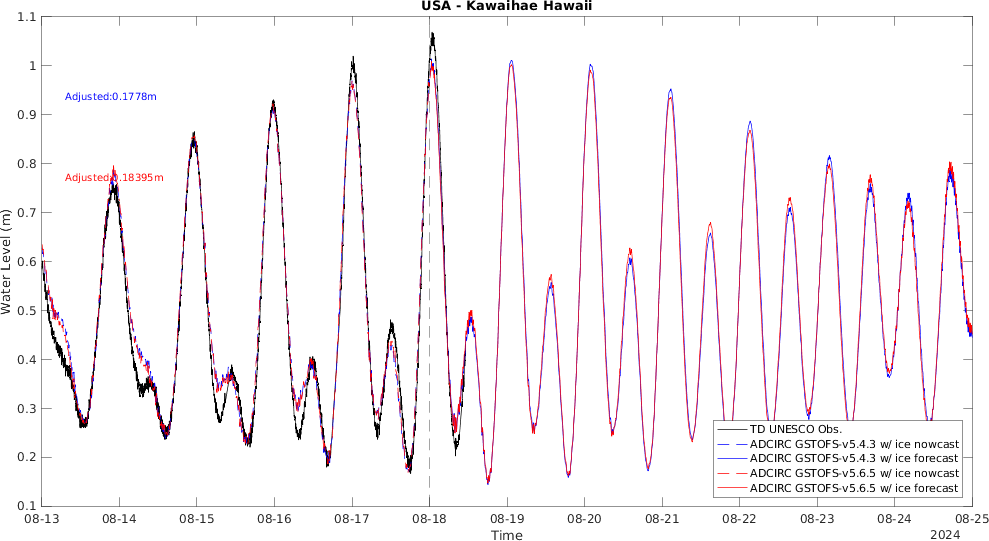 USA - Kawaihae Hawaii
Water Level (m)
1.1
1
0.9
0.8
0.7
0.6
0.5
0.4
0.3
0.2
0.1
Adjusted:0.1778m
Adjusted:0.18395m
TD UNESCO Obs.
ADCIRC GSTOFS-v5.4.3 w/ ice nowcast
ADCIRC GSTOFS-v5.4.3 w/ ice forecast
ADCIRC GSTOFS-v5.6.5 w/ ice nowcast
ADCIRC GSTOFS-v5.6.5 w/ ice forecast
08-13 08-14 08-15 08-16 08-17 08-18 08-19 08-20 08-21 08-22 08-23 08-24 08-25
Time
2024